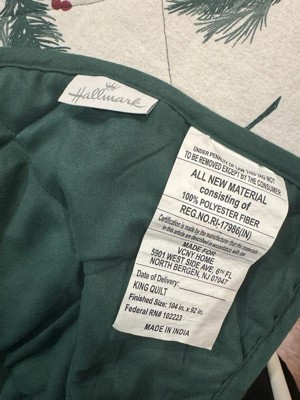 Hallmark
UNDER PENALTY OF LAW THIS TAG NOT
TO BE REMOVED EXCEPT BY THE CONSUMER
ALL NEW MATERIAL
consisting of
100% POLYESTER FIBER
REG.NO.RI-17986(IN)
Certification is made by the manufacturer that the materials
in this article are described in accordance with law
MADE FOR:
VCNY HOME
5901 WEST SIDE AVE, 6TH FL
NORTH BERGEN, NJ 07047
Date of Delivery:
KING QUILT
Finished Size: 104 in. x 92 in.
Federal RN# 102223
MADE IN INDIA